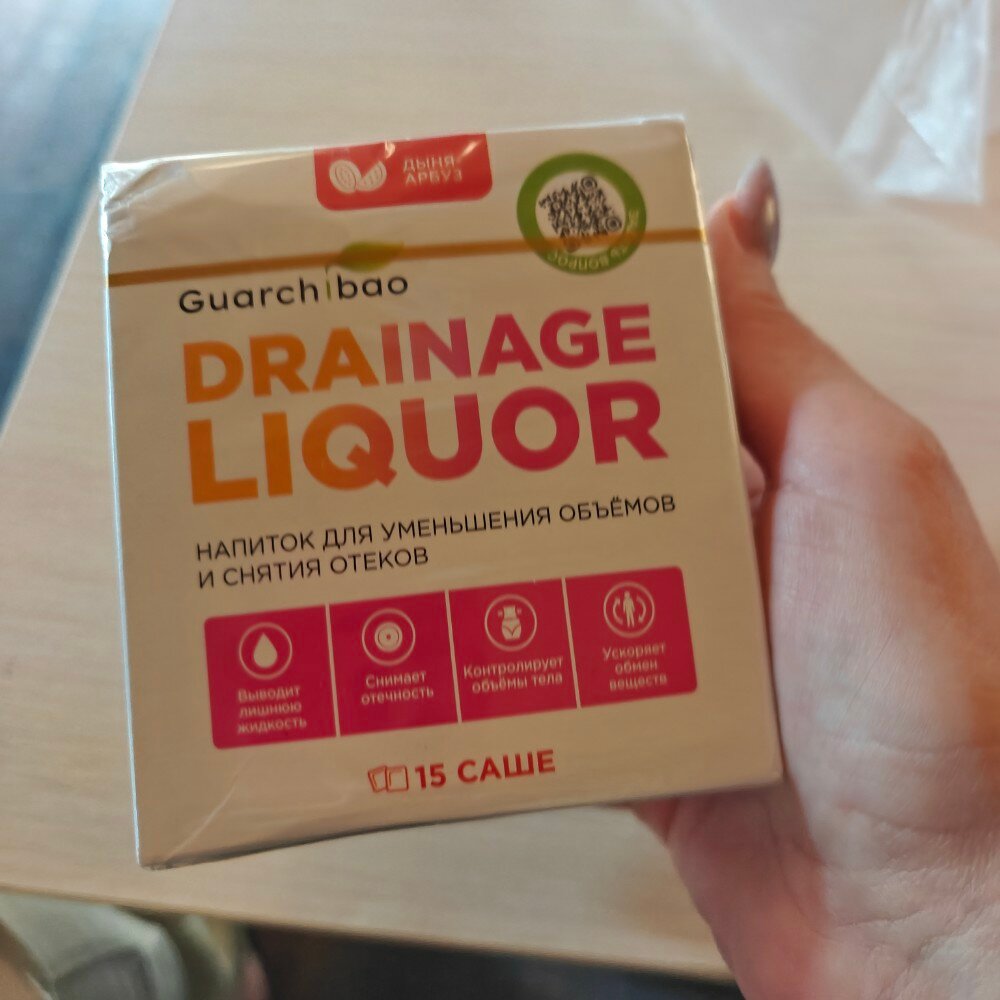 ДЫНЯ-
АРБУЗ
Guarchibao
DRAINAGE
LIQUOR
НАПИТОК ДЛЯ УМЕНЬШЕНИЯ ОБЪЁМОВ
И СНЯТИЯ ОТЕКОВ
Выводит
лишнюю
жидкость
Снимает
отечность
Контролирует
объёмы тела
Ускоряет
обмен
веществ
15 САШЕ